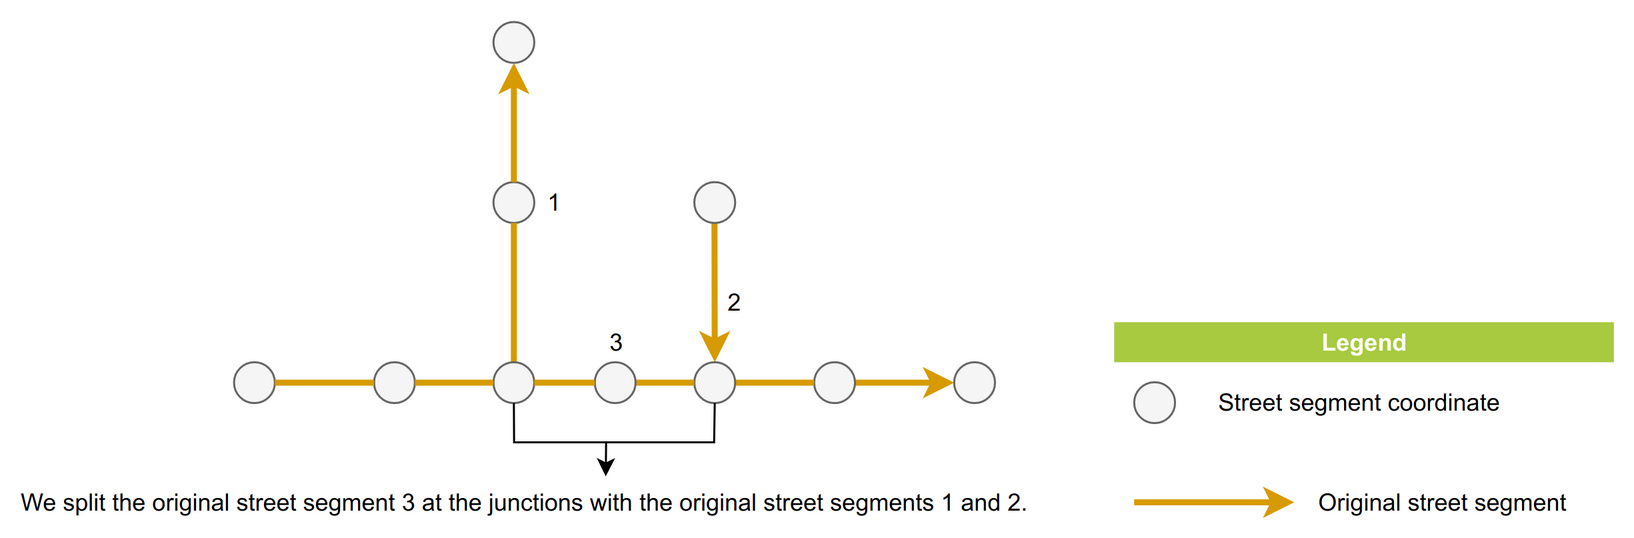 1
2
3
We split the original street segment 3 at the junctions with the original street segments 1 and 2.
Legend
Street segment coordinate
Original street segment